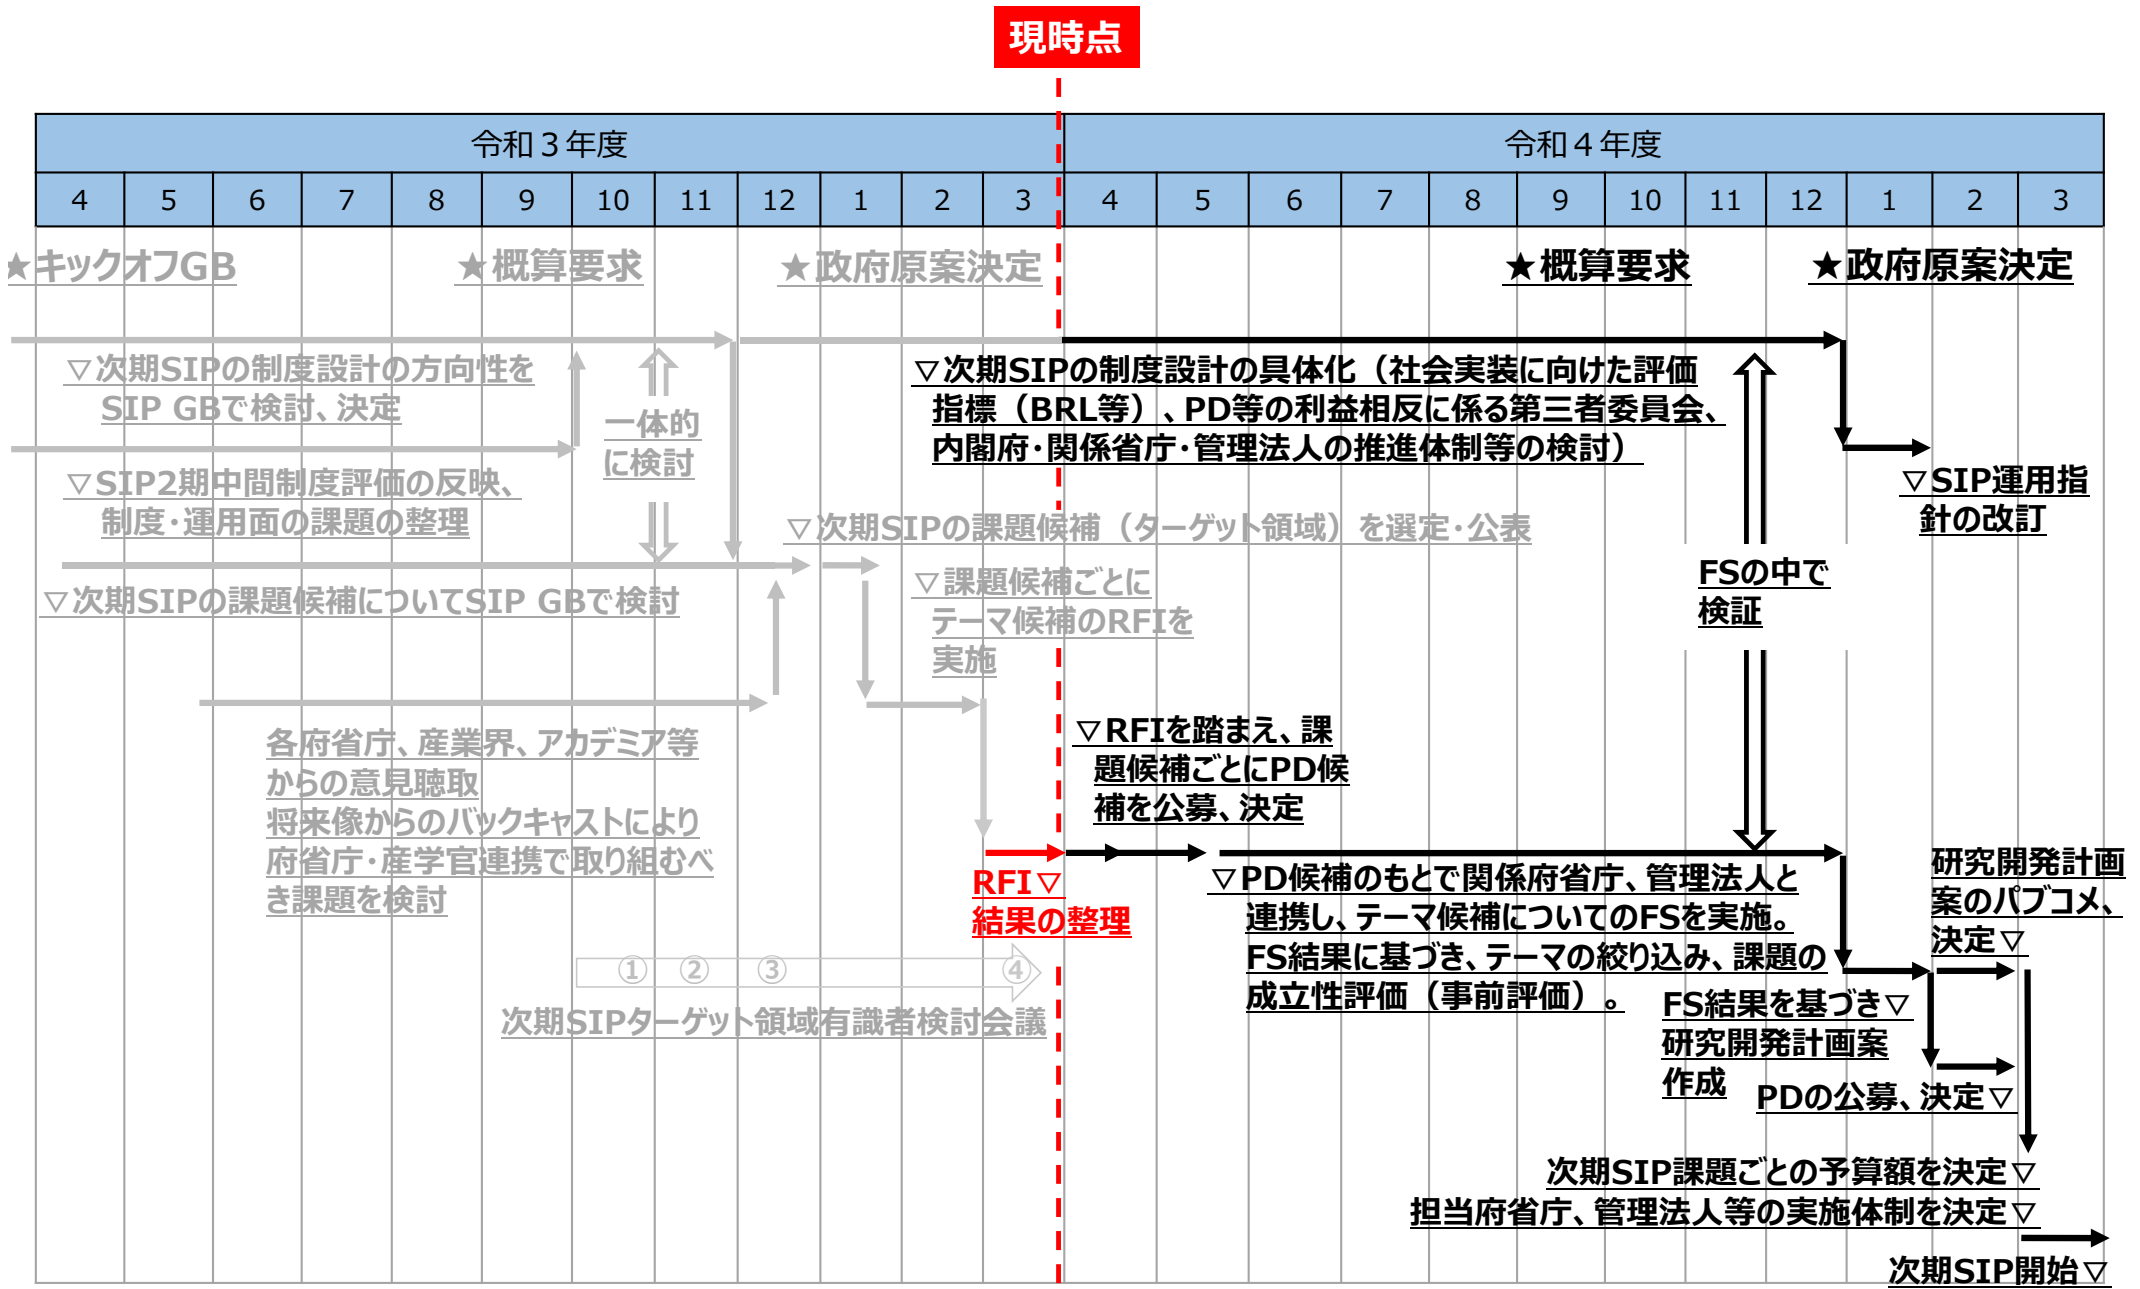 現時点
令和３年度
令和４年度
4 5 6 7 8 9 10 11 12 1 2 3 4 5 6 7 8 9 10 11 12 1 2 3
★キックオフGB
★概算要求
★政府原案決定
★概算要求
★政府原案決定
▽次期SIPの制度設計の方向性を
SIP GBで検討、決定
一体的
に検討
▽SIP2期中間制度評価の反映、
制度・運用面の課題の整理
▽次期SIPの課題候補についてSIP GBで検討
各府省庁、産業界、アカデミア等
からの意見聴取
将来像からのバックキャストにより
府省庁・産学官連携で取り組むべ
き課題を検討
▽次期SIPの制度設計の具体化（社会実装に向けた評価
指標（BRL等）、PD等の利益相反に係る第三者委員会、
内閣府・関係省庁・管理法人の推進体制等の検討）
▽SIP運用指
針の改訂
▽次期SIPの課題候補（ターゲット領域）を選定・公表
▽課題候補ごとに
テーマ候補のRFIを
実施
FSの中で
検証
▽RFIを踏まえ、課
題候補ごとにPD候
補を公募、決定
RFI▽
結果の整理
▽PD候補のもとで関係府省庁、管理法人と
連携し、テーマ候補についてのFSを実施。
FS結果に基づき、テーマの絞り込み、課題の
成立性評価（事前評価）。
研究開発計画
案のパブコメ、
決定▽
① ② ③ ④
次期SIPターゲット領域有識者検討会議
FS結果を基づき▽
研究開発計画案
作成
PDの公募、決定▽
次期SIP課題ごとの予算額を決定▽
担当府省庁、管理法人等の実施体制を決定▽
次期SIP開始▽